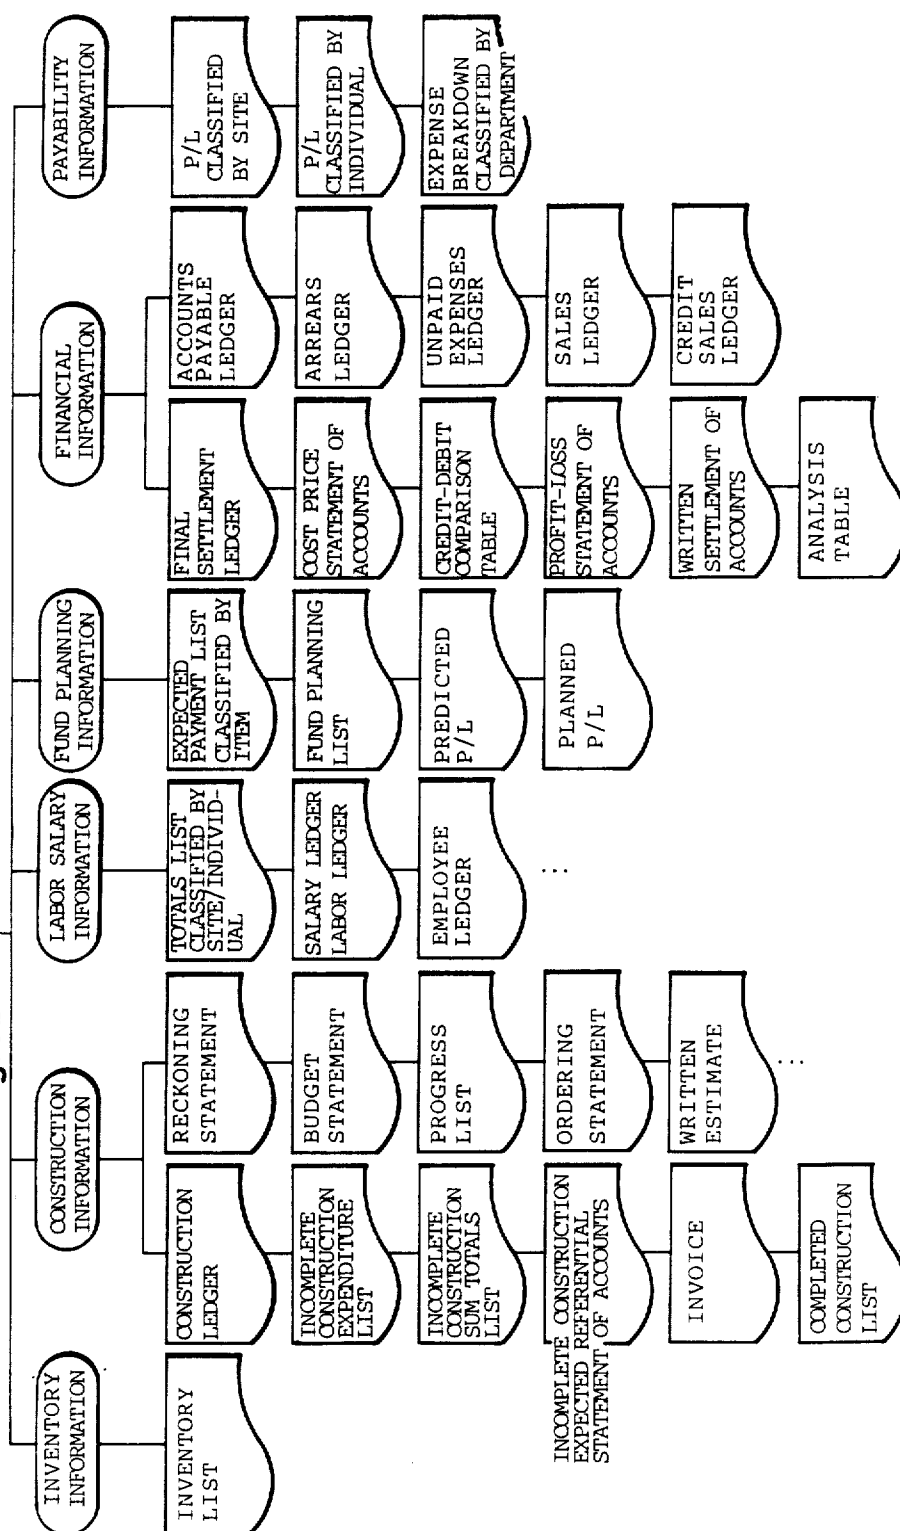 INVENTORY
INFORMATION
INVENTORY
LIST
CONSTRUCTION
INFORMATION
CONSTRUCTION
LEDGER
INCOMPLETE
CONSTRUCTION
EXPENDITURE
LIST
INCOMPLETE
CONSTRUCTION
SUM TOTALS
LIST
INCOMPLETE CONSTRUCTION
EXPECTED REFERENTIAL
STATEMENT OF ACCOUNTS
INVOICE
COMPLETED
CONSTRUCTION
LIST
RECKONING
STATEMENT
BUDGET
STATEMENT
PROGRESS
LIST
ORDERING
STATEMENT
WRITTEN
ESTIMATE
...
LABOR SALARY
INFORMATION
TOTALS LIST
CLASSIFIED BY
SITE/INDIVID-
UAL
SALARY LEDGER
LABOR LEDGER
EMPLOYEE
LEDGER
...
FUND PLANNING
INFORMATION
EXPECTED
PAYMENT LIST
CLASSIFIED BY
ITEM
FUND PLANNING
LIST
PREDICTED
P/L
PLANNED
P/L
FINANCIAL
INFORMATION
FINAL
SETTLEMENT
LEDGER
COST PRICE
STATEMENT OF
ACCOUNTS
CREDIT-DEBIT
COMPARISON
TABLE
PROFIT-LOSS
STATEMENT OF
ACCOUNTS
WRITTEN
SETTLEMENT OF
ACCOUNTS
ANALYSIS
TABLE
ACCOUNTS
PAYABLE
LEDGER
ARREARS
LEDGER
UNPAID
EXPENSES
LEDGER
SALES
LEDGER
CREDIT
SALES
LEDGER
PAYABILITY
INFORMATION
P/L
CLASSIFIED
BY SITE
P/L
CLASSIFIED BY
INDIVIDUAL
EXPENSE
BREAKDOWN
CLASSIFIED BY
DEPARTMENT